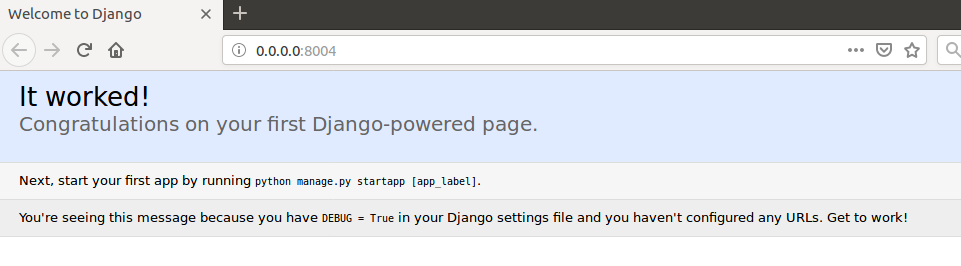 Welcome to Django
0.0.0.0:8004
It worked!
Congratulations on your first Django-powered page.
Next, start your first app by running python manage.py startapp [app_label].
You're seeing this message because you have DEBUG = True in your Django settings file and you haven't configured any URLs. Get to work!